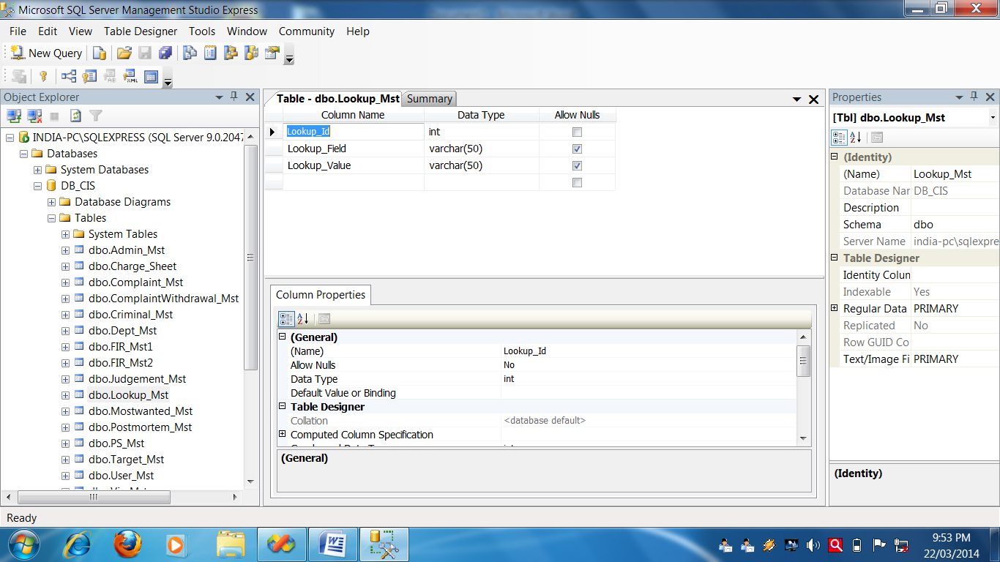 Microsoft SQL Server Management Studio Express
File Edit View Table Designer Tools Window Community Help
New Query
Object Explorer
INDIA-PC\SQLEXPRESS (SQL Server 9.0.2047
Databases
System Databases
DB_CIS
Database Diagrams
Tables
System Tables
dbo.Admin_Mst
dbo.Charge_Sheet
dbo.Complaint_Mst
dbo.ComplaintWithdrawal_Mst
dbo.Criminal_Mst
dbo.Dept_Mst
dbo.FIR_Mst1
dbo.FIR_Mst2
dbo.Judgement_Mst
dbo.Lookup_Mst
dbo.Mostwanted_Mst
dbo.Postmortem_Mst
dbo.PS_Mst
dbo.Target_Mst
dbo.User_Mst
Table - dbo.Lookup_Mst Summary
Column Name Data Type Allow Nulls
Lookup_Id int
Lookup_Field varchar(50)
Lookup_Value varchar(50)
Column Properties
(General)
(Name) Lookup_Id
Allow Nulls No
Data Type int
Default Value or Binding
Table Designer
Collation <database default>
Computed Column Specification
(General)
Properties
[Tbl] dbo.Lookup_Mst
(Identity)
(Name) Lookup_Mst
Database Nar DB_CIS
Description
Schema dbo
Server Name india-pc\sqlexpre
Table Designer
Identity Colun
Indexable Yes
Regular Data PRIMARY
Replicated No
Row GUID Co
Text/Image Fi PRIMARY
(Identity)
Ready
9:53 PM
22/03/2014